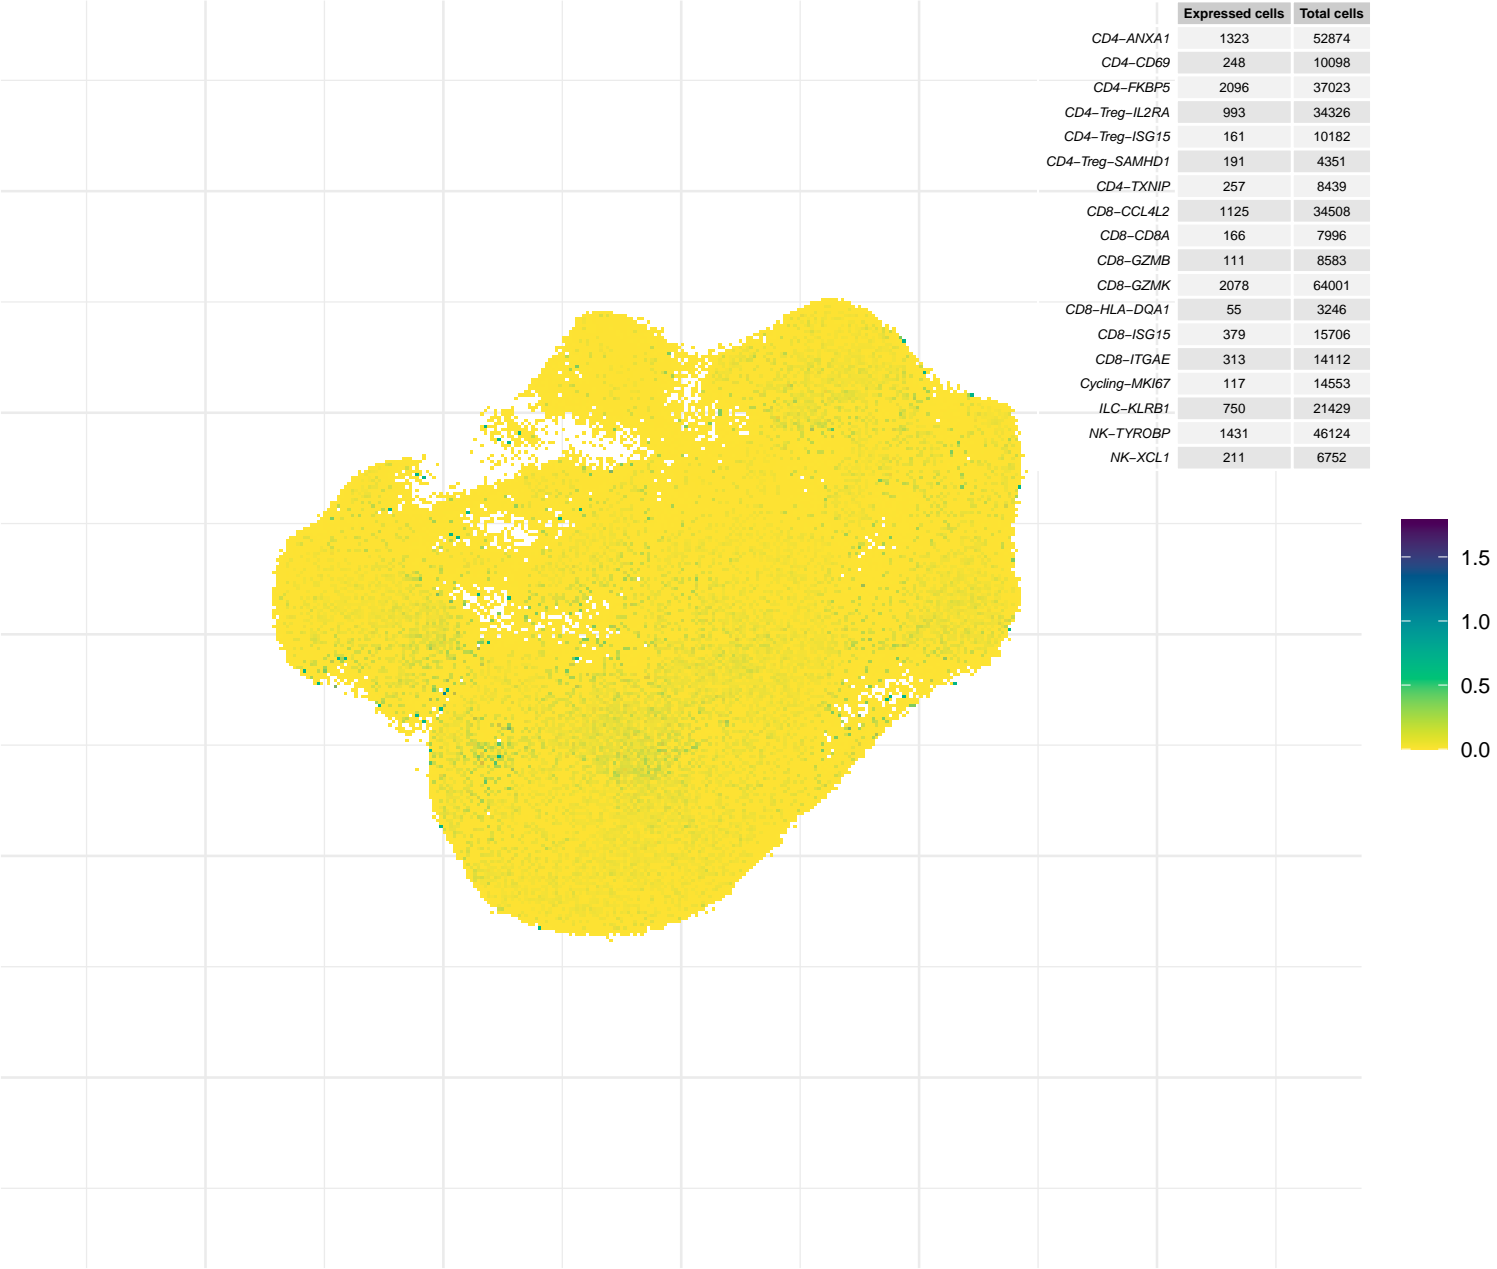 Expressed cells Total cells
CD4−ANXA1 1323 52874
CD4−CD69 248 10098
CD4−FKBP5 2096 37023
CD4−Treg−IL2RA 993 34326
CD4−Treg−ISG15 161 10182
CD4−Treg−SAMHD1 191 4351
CD4−TXNIP 257 8439
CD8−CCL4L2 1125 34508
CD8−CD8A 166 7996
CD8−GZMB 111 8583
CD8−GZMK 2078 64001
CD8−HLA−DQA1 55 3246
CD8−ISG15 379 15706
CD8−ITGAE 313 14112
Cycling−MKI67 117 14553
ILC−KLRB1 750 21429
NK−TYROBP 1431 46124
NK−XCL1 211 6752
1.5
1.0
0.5
0.0